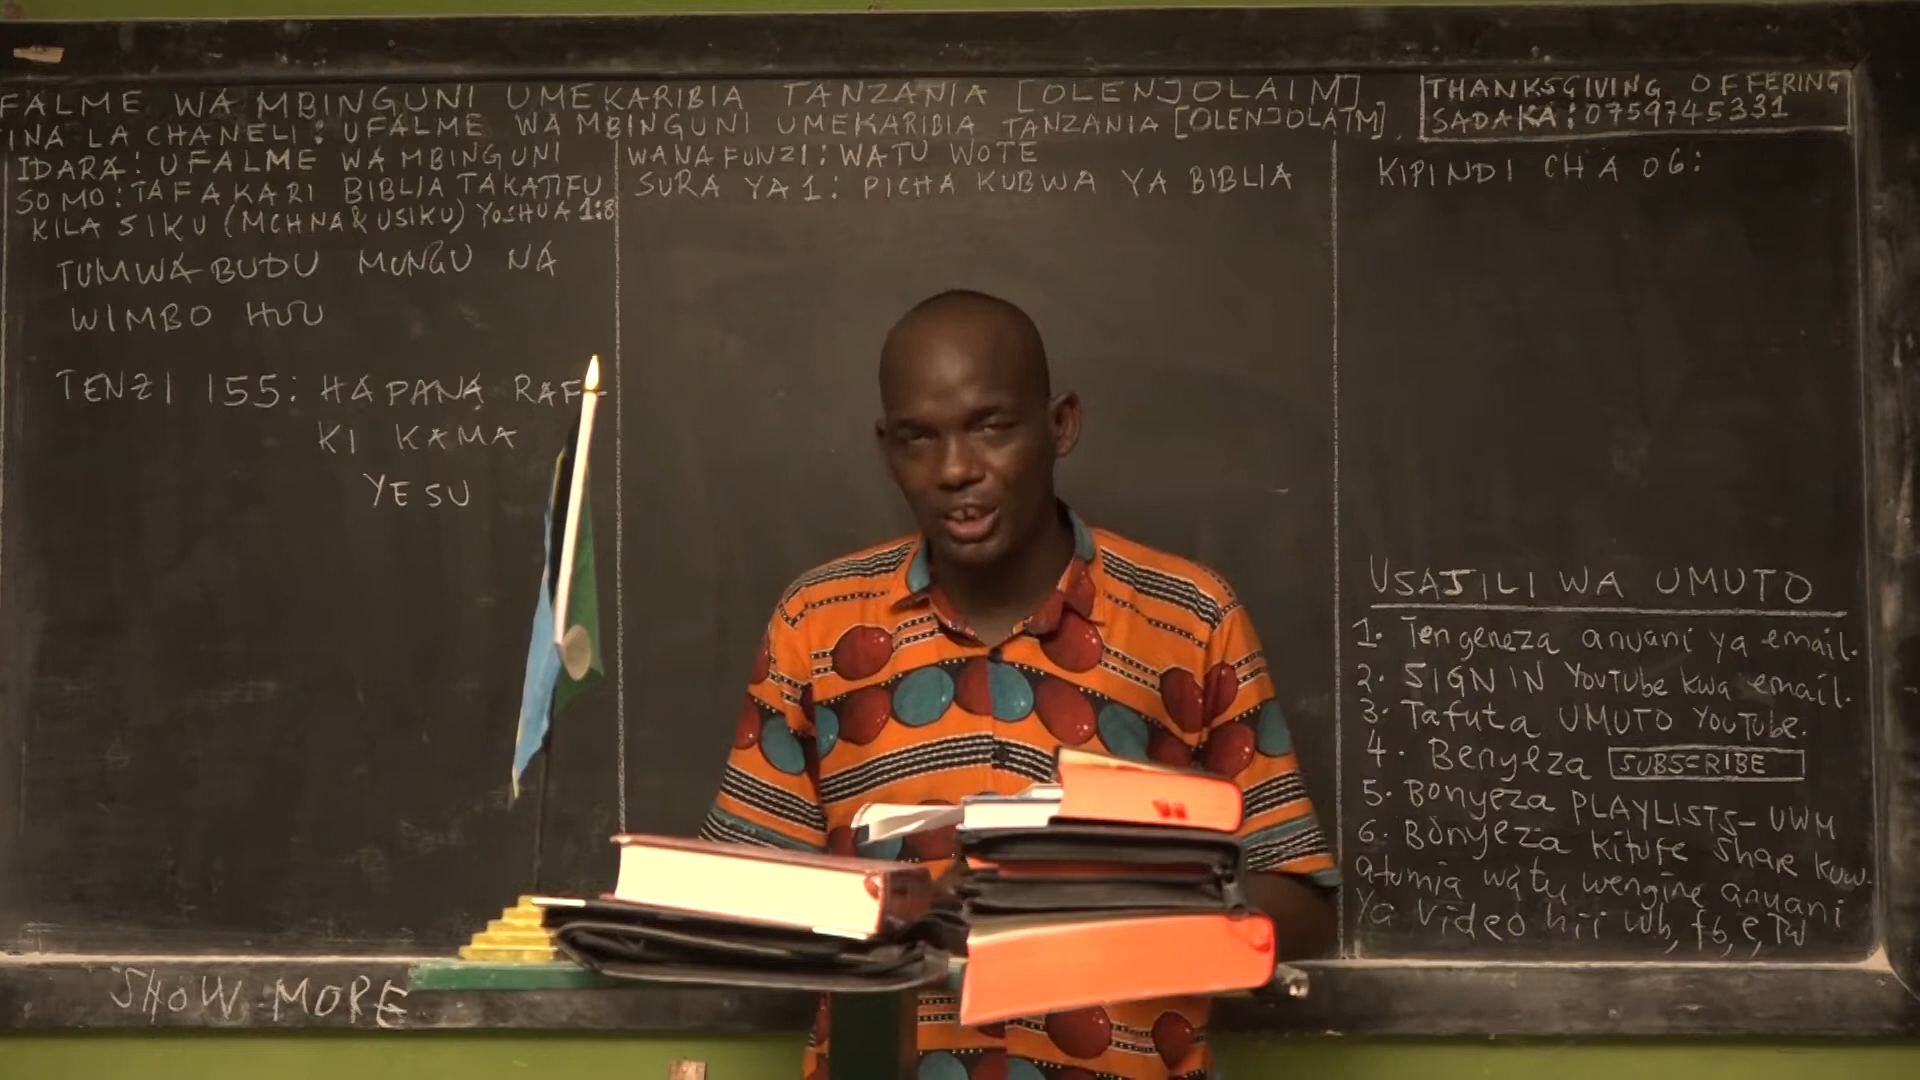 FALME WA MBINGUNI UMEKARIBIA TANZANIA [OLENJOLAIM]
INA LA CHANELI: UFALME WA MBINGUNI UMEKARIBIA TANZANIA [OLENJOLAIM]
THANKSGIVING OFFERING
SADAKA: 0759745331
IDARA: UFALME WA MBINGUNI
SOMO: TAFAKARI BIBLIA TAKATIFU
KILA SIKU (MCHNA & USIKU) YOSHUA 1:8
TUMWABUDU MUNGU NA
WIMBO HUU
TENZI 155: HAPANA RAFI
KI KAMA
YESU
WANAFUNZI: WATU WOTE
SURA YA 1: PICHA KUBWA YA BIBLIA
KIPINDI CHA 06:
USAJILI WA UMUTO
1. Tengeneza anuani ya email.
2. SIGN IN YouTube kwa email.
3. Tafuta UMUTO YouTube.
4. Benyeza SUBSCRIBE
5. Bonyeza PLAYLISTS-UWM
6. Bonyeza kitufe share kuw-
atumia watu wengine anuani
ya video hii wb, fb, e, TW
SHOW MORE